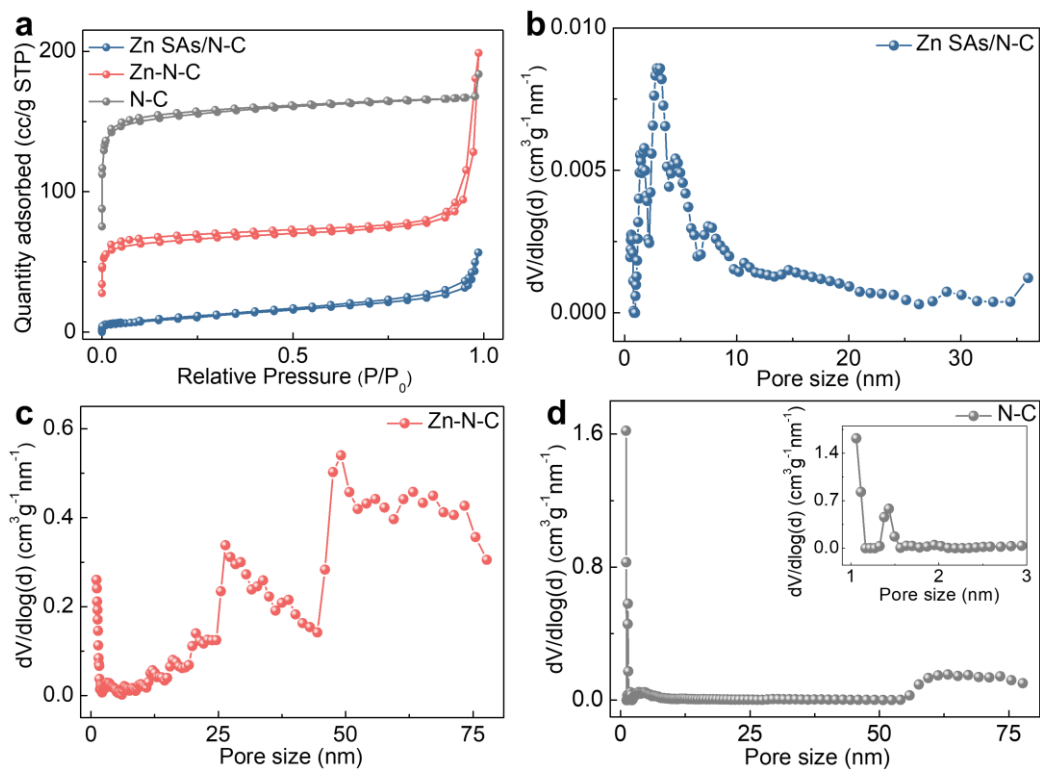 a
Zn SAs/N-C
Zn-N-C
N-C
Quantity adsorbed (cc/g STP)
200
100
0
0.0
0.5
1.0
Relative Pressure (P/P₀)
b
Zn SAs/N-C
dV/dlog(d) (cm³g⁻¹nm⁻¹)
0.010
0.005
0.000
0
10
20
30
Pore size (nm)
c
Zn-N-C
dV/dlog(d) (cm³g⁻¹nm⁻¹)
0.6
0.4
0.2
0.0
0
25
50
75
Pore size (nm)
d
N-C
dV/dlog(d) (cm³g⁻¹nm⁻¹)
1.6
0.8
0.0
0
25
50
75
Pore size (nm)
dV/dlog(d) (cm³g⁻¹nm⁻¹)
1.4
0.7
0.0
1
2
3
Pore size (nm)